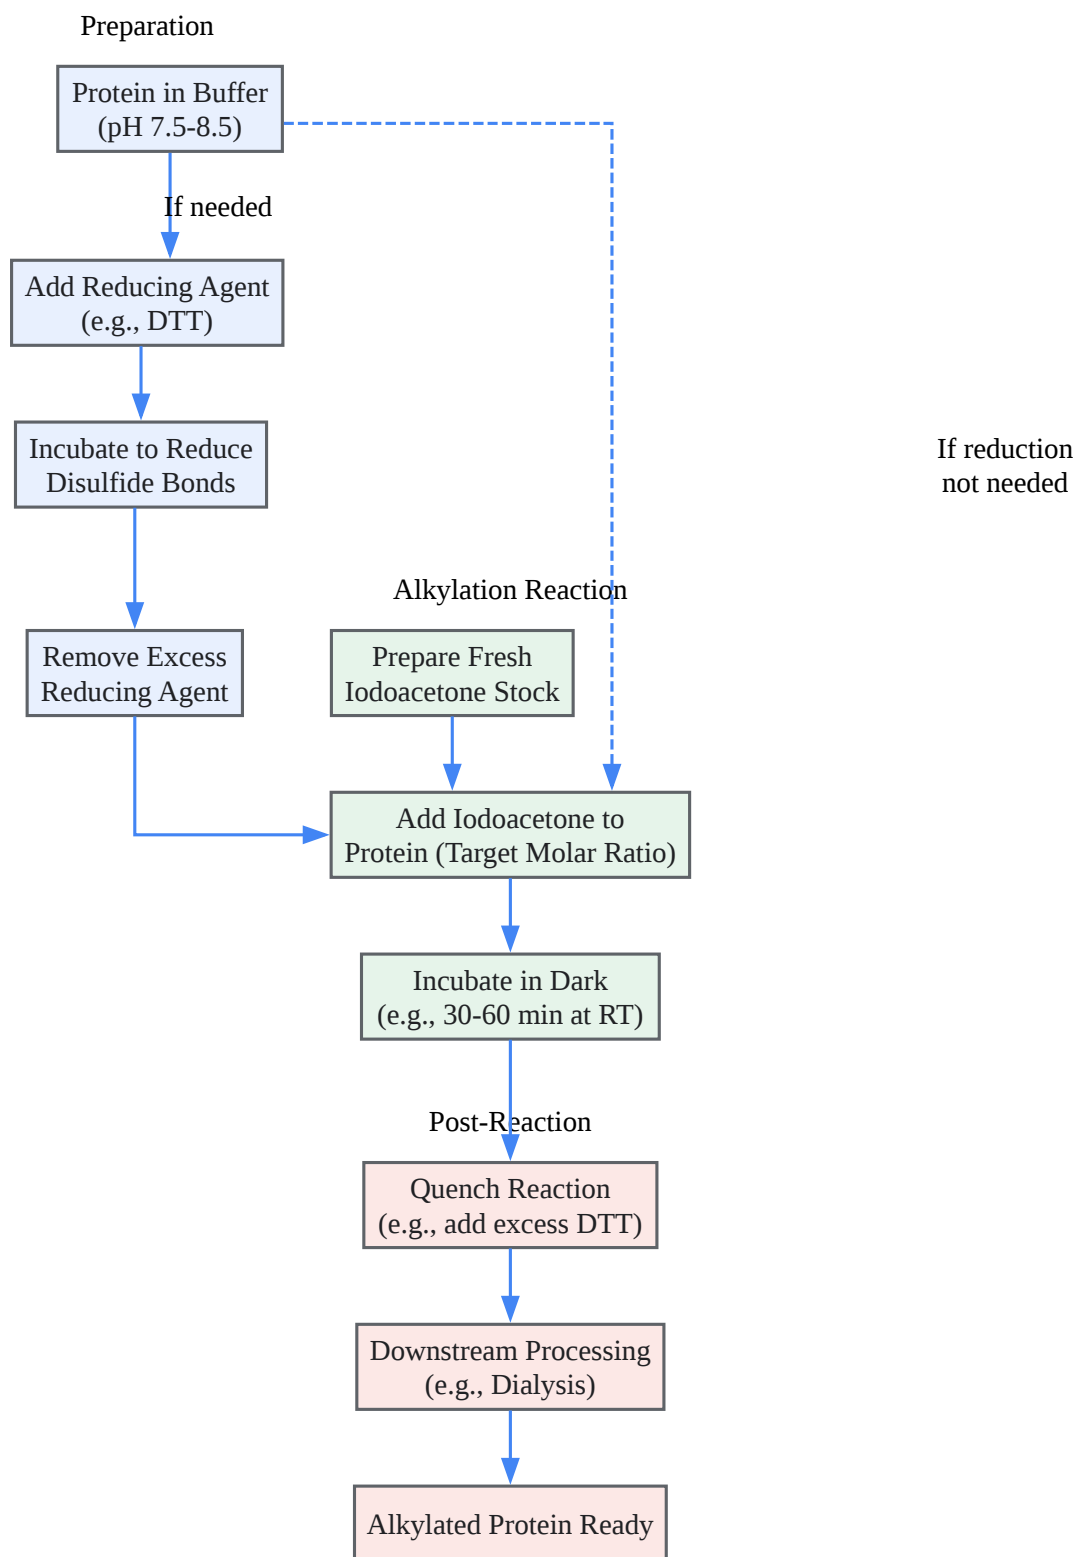 Preparation
Protein in Buffer
(pH 7.5-8.5)
If needed
Add Reducing Agent
(e.g., DTT)
Incubate to Reduce
Disulfide Bonds
If reduction
not needed
Remove Excess
Reducing Agent
Alkylation Reaction
Prepare Fresh
Iodoacetone Stock
Add Iodoacetone to
Protein (Target Molar Ratio)
Incubate in Dark
(e.g., 30-60 min at RT)
Post-Reaction
Quench Reaction
(e.g., add excess DTT)
Downstream Processing
(e.g., Dialysis)
Alkylated Protein Ready